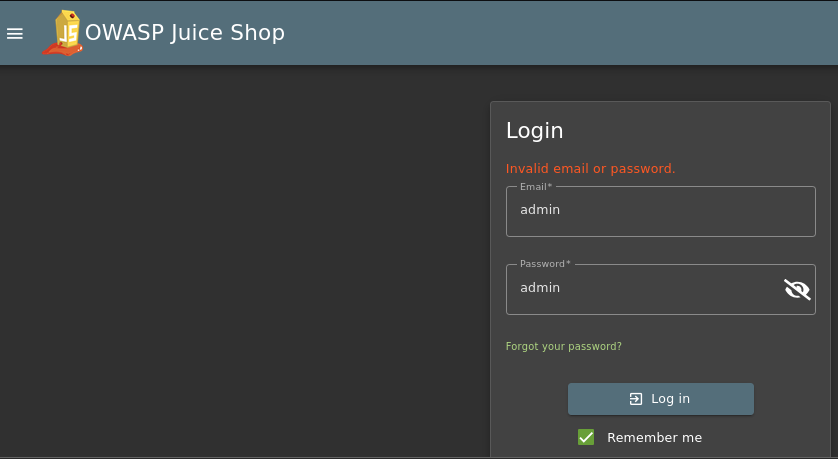 JS
OWASP Juice Shop
Login
Invalid email or password.
Email*
admin
Password*
admin
Forgot your password?
Log in
Remember me